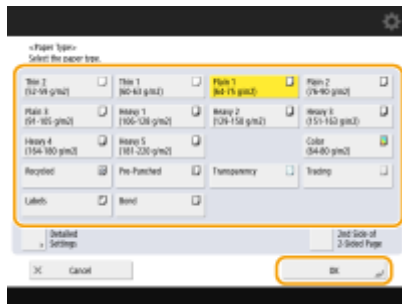 <Paper Type>
Select the paper type.
Thin 2
(52-59 g/m2)
Thin 1
(60-63 g/m2)
Plain 1
(64-75 g/m2)
Plain 2
(76-90 g/m2)
Plain 3
(91-105 g/m2)
Heavy 1
(106-128 g/m2)
Heavy 2
(129-150 g/m2)
Heavy 3
(151-163 g/m2)
Heavy 4
(164-180 g/m2)
Heavy 5
(181-220 g/m2)
Color
(64-80 g/m2)
Recycled
Pre-Punched
Transparency
Tracing
Labels
Bond
Detailed
Settings
2nd Side of
2-Sided Page
Cancel
OK